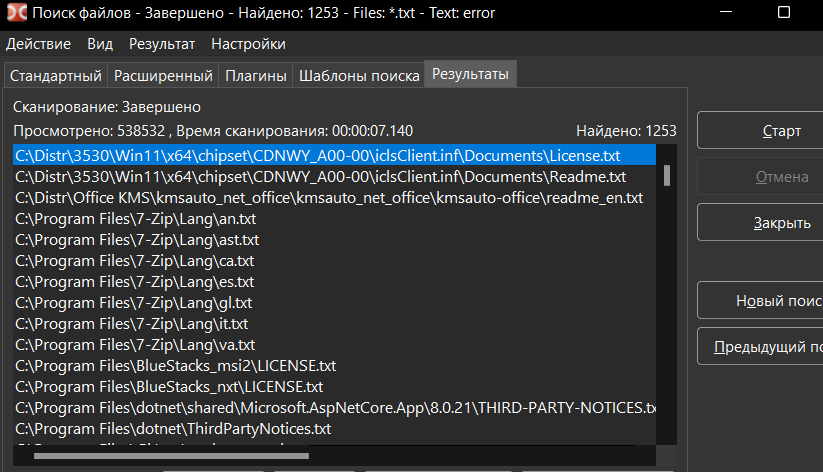 Поиск файлов - Завершено - Найдено: 1253 - Files: *.txt - Text: error
Действие Вид Результат Настройки
Стандартный Расширенный Плагины Шаблоны поиска Результаты
Сканирование: Завершено
Просмотрено: 538532 , Время сканирования: 00:00:07.140 Найдено: 1253
C:\Distr\3530\Win11\x64\chipset\CDNWY_A00-00\iclsClient.inf\Documents\License.txt
C:\Distr\3530\Win11\x64\chipset\CDNWY_A00-00\iclsClient.inf\Documents\Readme.txt
C:\Distr\Office KMS\kmsauto_net_office\kmsauto_net_office\kmsauto-office\readme_en.txt
C:\Program Files\7-Zip\Lang\an.txt
C:\Program Files\7-Zip\Lang\ast.txt
C:\Program Files\7-Zip\Lang\ca.txt
C:\Program Files\7-Zip\Lang\es.txt
C:\Program Files\7-Zip\Lang\gl.txt
C:\Program Files\7-Zip\Lang\it.txt
C:\Program Files\7-Zip\Lang\va.txt
C:\Program Files\BlueStacks_msi2\LICENSE.txt
C:\Program Files\BlueStacks_nxt\LICENSE.txt
C:\Program Files\dotnet\shared\Microsoft.AspNetCore.App\8.0.21\THIRD-PARTY-NOTICES.tx
C:\Program Files\dotnet\ThirdPartyNotices.txt
Старт
Отмена
Закрыть
Новый поис
Предыдущий по